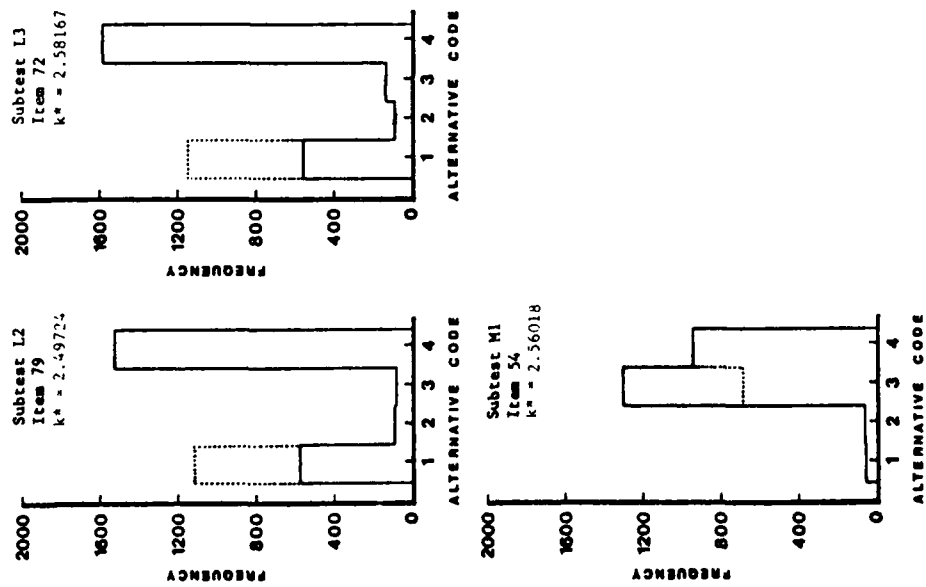 Subtest L2
Item 79
k* = 2.49724
2000
1600
1200
800
400
0
FREQUENCY
1 2 3 4
ALTERNATIVE CODE
Subtest L3
Item 72
k* = 2.58167
2000
1600
1200
800
400
0
FREQUENCY
1 2 3 4
ALTERNATIVE CODE
Subtest M1
Item 54
k* = 2.56018
2000
1600
1200
800
400
0
FREQUENCY
1 2 3 4
ALTERNATIVE CODE